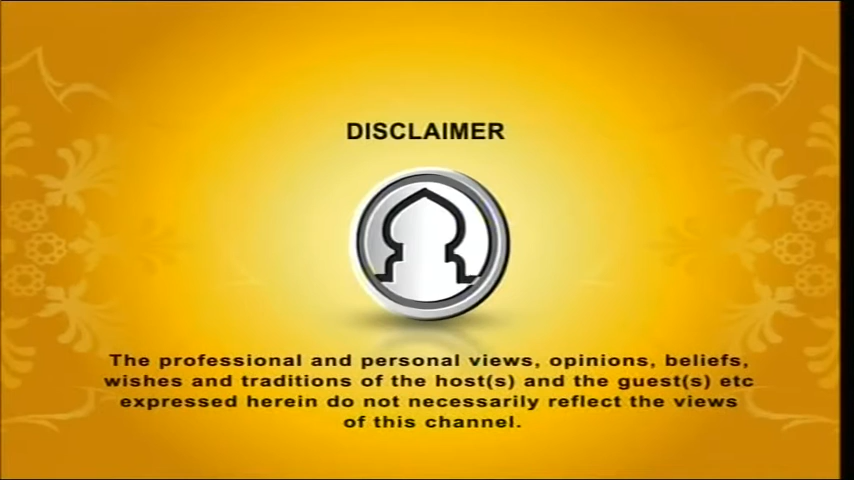 DISCLAIMER
The professional and personal views, opinions, beliefs,
wishes and traditions of the host(s) and the guest(s) etc
expressed herein do not necessarily reflect the views
of this channel.